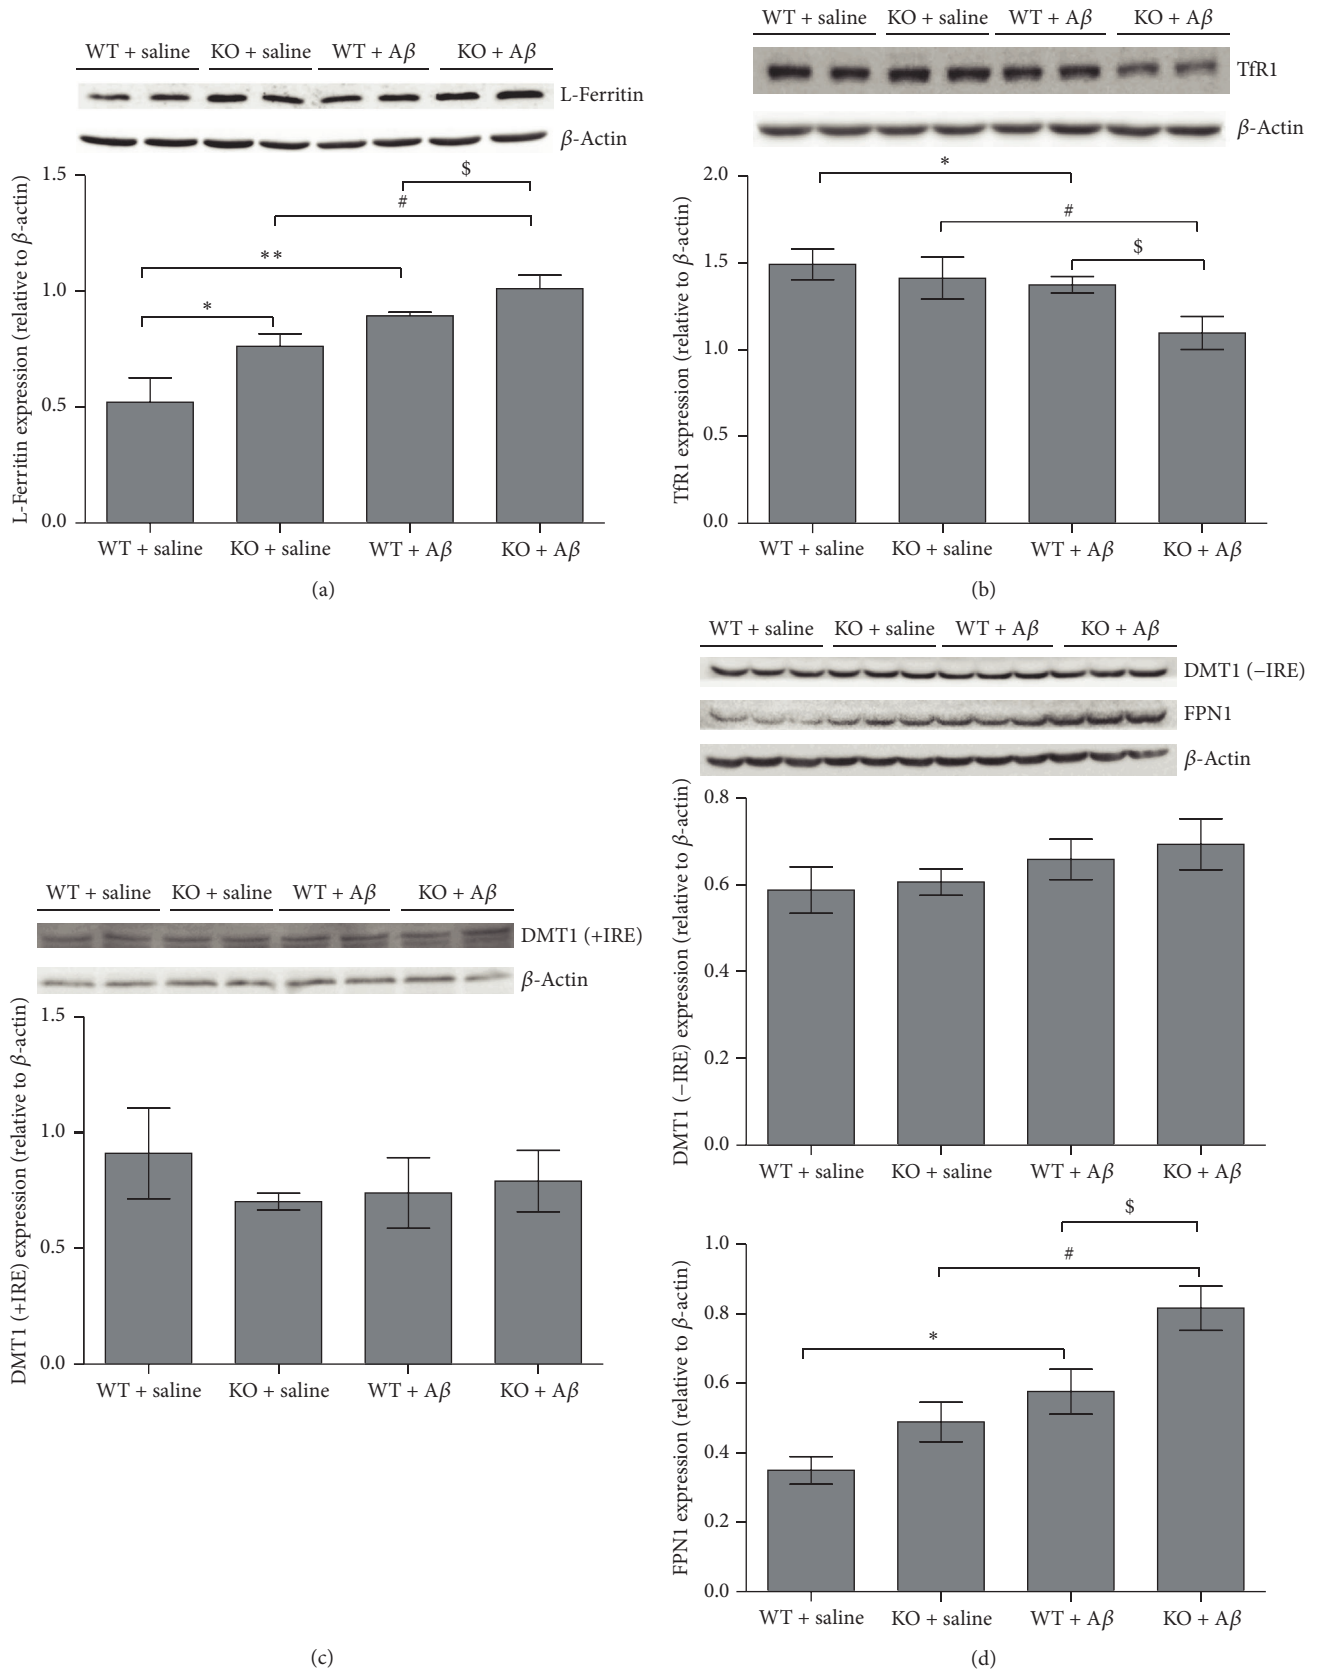 WT + saline KO + saline WT + Aβ KO + Aβ
L-Ferritin
β-Actin
L-Ferritin expression (relative to β-actin)
1.5
1.0
0.5
0.0
$
#
**
*
WT + saline KO + saline WT + Aβ KO + Aβ
(a)
WT + saline KO + saline WT + Aβ KO + Aβ
TfR1
β-Actin
TfR1 expression (relative to β-actin)
2.0
1.5
1.0
0.5
0.0
*
#
$
WT + saline KO + saline WT + Aβ KO + Aβ
(b)
WT + saline KO + saline WT + Aβ KO + Aβ
DMT1 (+IRE)
β-Actin
DMT1 (+IRE) expression (relative to β-actin)
1.5
1.0
0.5
0.0
WT + saline KO + saline WT + Aβ KO + Aβ
(c)
WT + saline KO + saline WT + Aβ KO + Aβ
DMT1 (−IRE)
FPN1
β-Actin
DMT1 (−IRE) expression (relative to β-actin)
0.8
0.6
0.4
0.2
0.0
WT + saline KO + saline WT + Aβ KO + Aβ
FPN1 expression (relative to β-actin)
1.0
0.8
0.6
0.4
0.2
0.0
$
#
*
WT + saline KO + saline WT + Aβ KO + Aβ
(d)